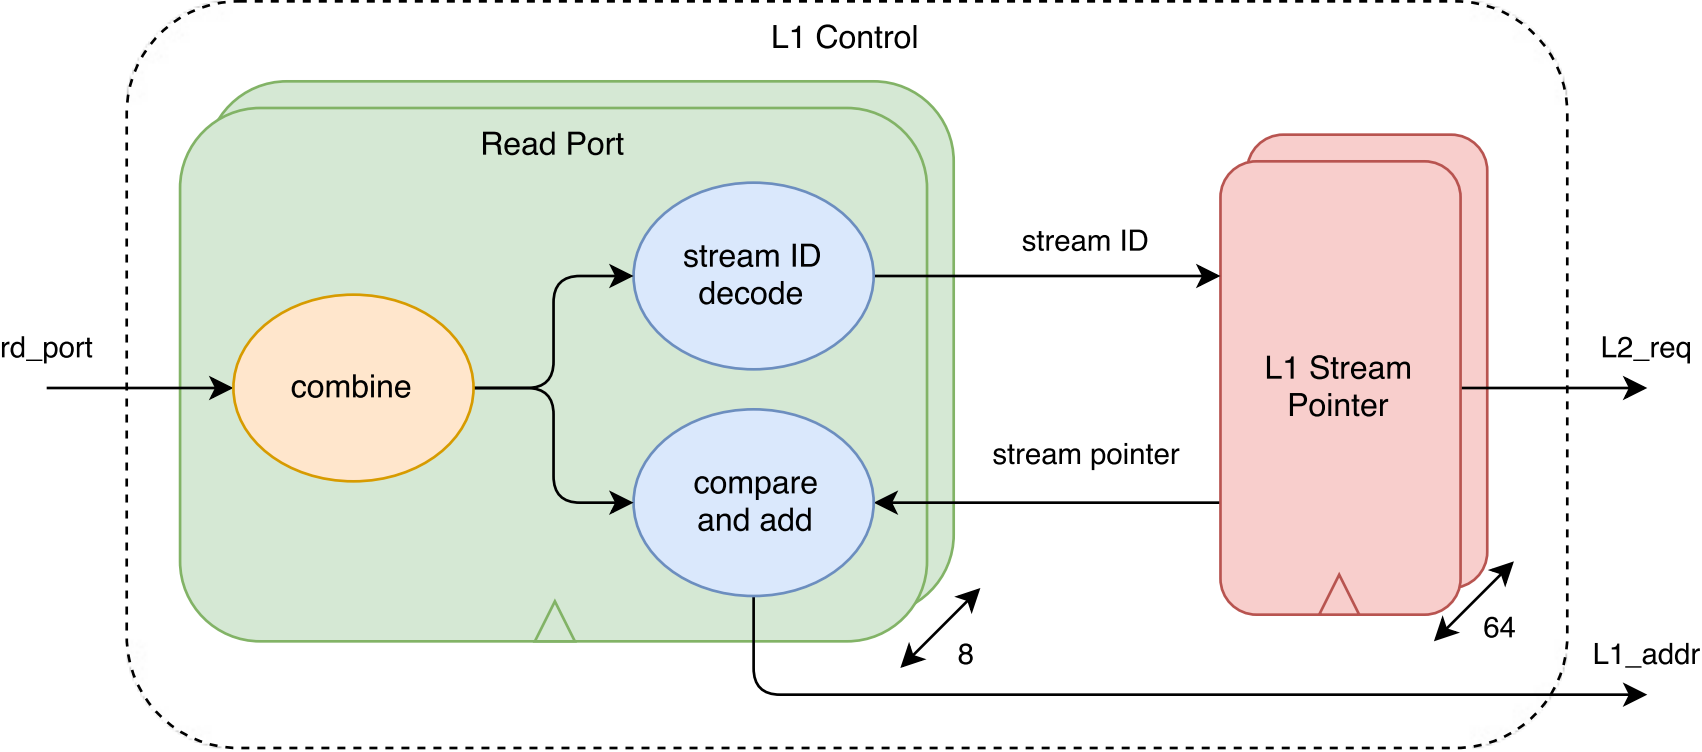 L1 Control
Read Port
stream ID
decode
stream ID
rd_port
combine
L1 Stream
Pointer
L2_req
stream pointer
compare
and add
8
64
L1_addr